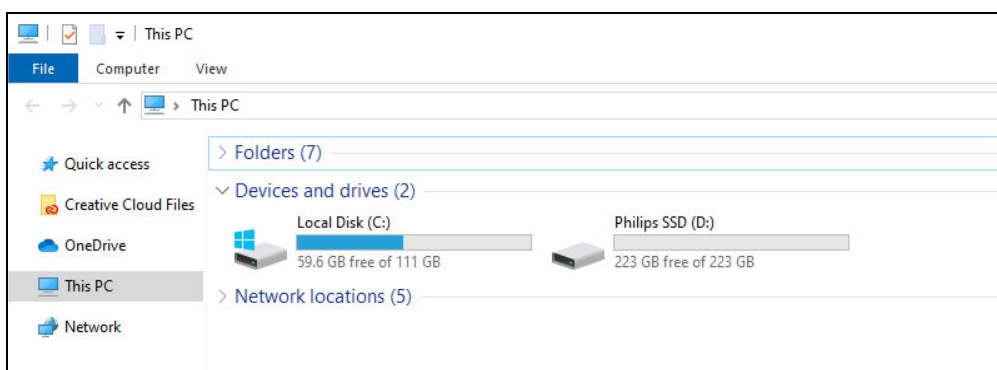 This PC
File Computer View
This PC
Quick access
Creative Cloud Files
OneDrive
This PC
Network
Folders (7)
Devices and drives (2)
Local Disk (C:)
59.6 GB free of 111 GB
Philips SSD (D:)
223 GB free of 223 GB
Network locations (5)